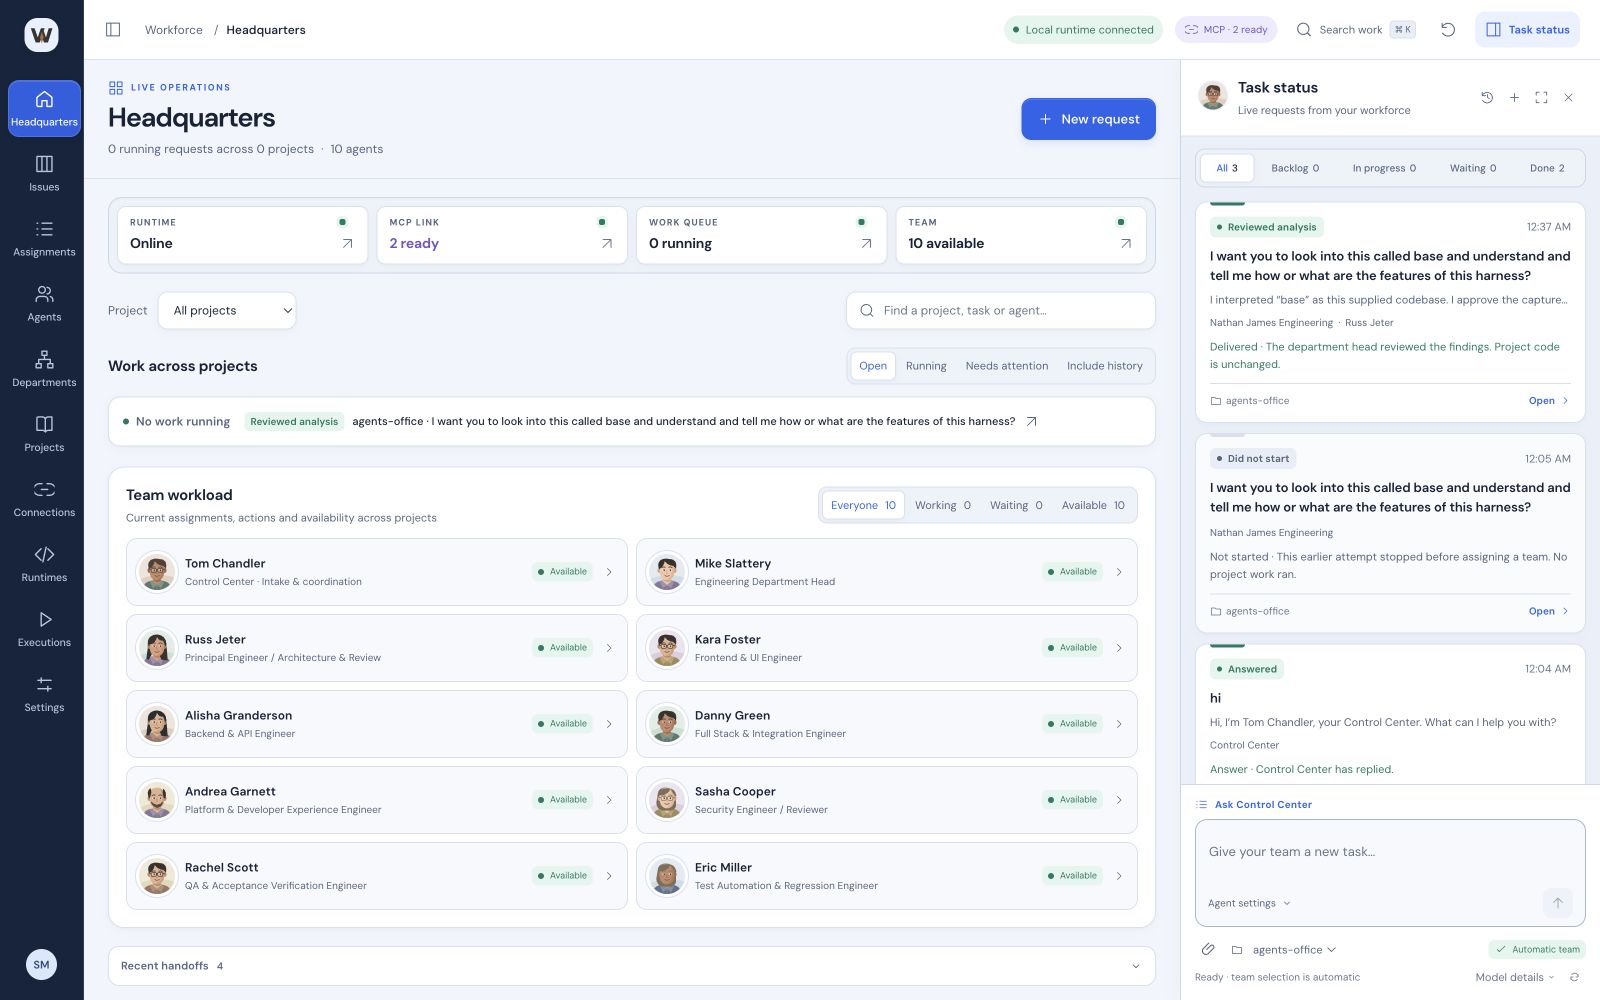 W
Workforce / Headquarters
Local runtime connected
MCP · 2 ready
Search work
⌘ K
Task status
Headquarters
Issues
Assignments
Agents
Departments
Projects
Connections
Runtimes
Executions
Settings
SM
LIVE OPERATIONS
Headquarters
0 running requests across 0 projects · 10 agents
New request
RUNTIME
Online
MCP LINK
2 ready
WORK QUEUE
0 running
TEAM
10 available
Project
All projects
Find a project, task or agent...
Work across projects
Open
Running
Needs attention
Include history
No work running
Reviewed analysis
agents-office · I want you to look into this called base and understand and tell me how or what are the features of this harness?
Team workload
Current assignments, actions and availability across projects
Everyone 10
Working 0
Waiting 0
Available 10
Tom Chandler
Control Center · Intake & coordination
Available
Mike Slattery
Engineering Department Head
Available
Russ Jeter
Principal Engineer / Architecture & Review
Available
Kara Foster
Frontend & UI Engineer
Available
Alisha Granderson
Backend & API Engineer
Available
Danny Green
Full Stack & Integration Engineer
Available
Andrea Garnett
Platform & Developer Experience Engineer
Available
Sasha Cooper
Security Engineer / Reviewer
Available
Rachel Scott
QA & Acceptance Verification Engineer
Available
Eric Miller
Test Automation & Regression Engineer
Available
Recent handoffs 4
Task status
Live requests from your workforce
All 3
Backlog 0
In progress 0
Waiting 0
Done 2
Reviewed analysis
12:37 AM
I want you to look into this called base and understand and
tell me how or what are the features of this harness?
I interpreted “base” as this supplied codebase. I approve the capture...
Nathan James Engineering · Russ Jeter
Delivered · The department head reviewed the findings. Project code
is unchanged.
agents-office
Open
Did not start
12:05 AM
I want you to look into this called base and understand and
tell me how or what are the features of this harness?
Nathan James Engineering
Not started · This earlier attempt stopped before assigning a team. No
project work ran.
agents-office
Open
Answered
12:04 AM
hi
Hi, I’m Tom Chandler, your Control Center. What can I help you with?
Control Center
Answer · Control Center has replied.
Ask Control Center
Give your team a new task...
Agent settings
agents-office
Automatic team
Ready · team selection is automatic
Model details